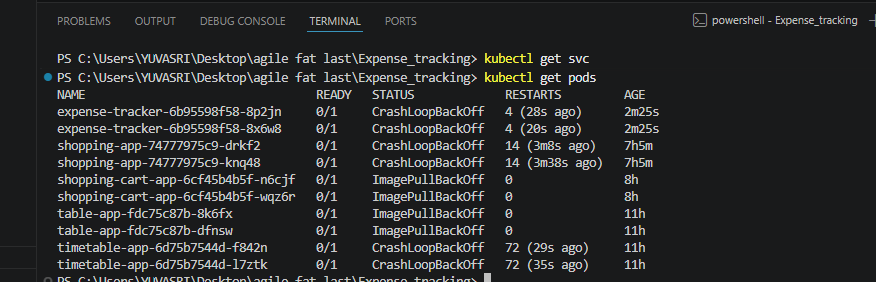 PROBLEMS OUTPUT DEBUG CONSOLE TERMINAL PORTS powershell - Expense_tracking
PS C:\Users\YUVASRI\Desktop\agile fat last\Expense_tracking> kubectl get svc
PS C:\Users\YUVASRI\Desktop\agile fat last\Expense_tracking> kubectl get pods
NAME READY STATUS RESTARTS AGE
expense-tracker-6b95598f58-8p2jn 0/1 CrashLoopBackOff 4 (28s ago) 2m25s
expense-tracker-6b95598f58-8x6w8 0/1 CrashLoopBackOff 4 (20s ago) 2m25s
shopping-app-74777975c9-drkf2 0/1 CrashLoopBackOff 14 (3m8s ago) 7h5m
shopping-app-74777975c9-knq48 0/1 CrashLoopBackOff 14 (3m38s ago) 7h5m
shopping-cart-app-6cf45b4b5f-n6cjf 0/1 ImagePullBackOff 0 8h
shopping-cart-app-6cf45b4b5f-wqz6r 0/1 ImagePullBackOff 0 8h
table-app-fdc75c87b-8k6fx 0/1 ImagePullBackOff 0 11h
table-app-fdc75c87b-dfnsw 0/1 ImagePullBackOff 0 11h
timetable-app-6d75b7544d-f842n 0/1 CrashLoopBackOff 72 (29s ago) 11h
timetable-app-6d75b7544d-l7ztk 0/1 CrashLoopBackOff 72 (35s ago) 11h
PS C:\Users\YUVASRI\Desktop\agile fat last\Expense_tracking>